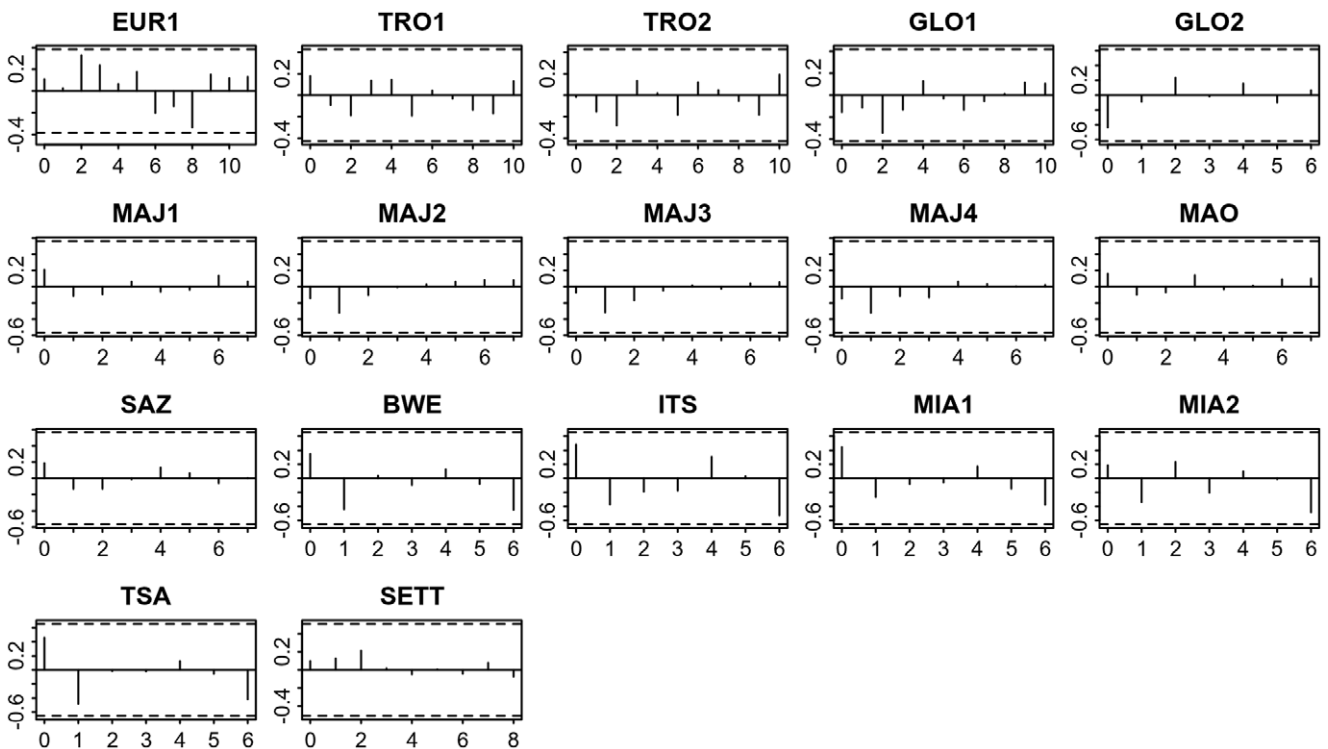 EUR1 TRO1 TRO2 GLO1 GLO2
0.2 0.2 0.2 0.2 0.2
-0.4 -0.4 -0.4 -0.4 -0.6
0 2 4 6 8 10 0 2 4 6 8 10 0 2 4 6 8 10 0 2 4 6 8 10 0 1 2 3 4 5 6
MAJ1 MAJ2 MAJ3 MAJ4 MAO
0.2 0.2 0.2 0.2 0.2
-0.6 -0.6 -0.6 -0.6 -0.6
0 2 4 6 0 2 4 6 0 2 4 6 0 2 4 6 0 2 4 6
SAZ BWE ITS MIA1 MIA2
0.2 0.2 0.2 0.2 0.2
-0.6 -0.6 -0.6 -0.6 -0.6
0 2 4 6 0 1 2 3 4 5 6 0 1 2 3 4 5 6 0 1 2 3 4 5 6 0 1 2 3 4 5 6
TSA SETT
0.2 0.2
-0.6 -0.4
0 1 2 3 4 5 6 0 2 4 6 8